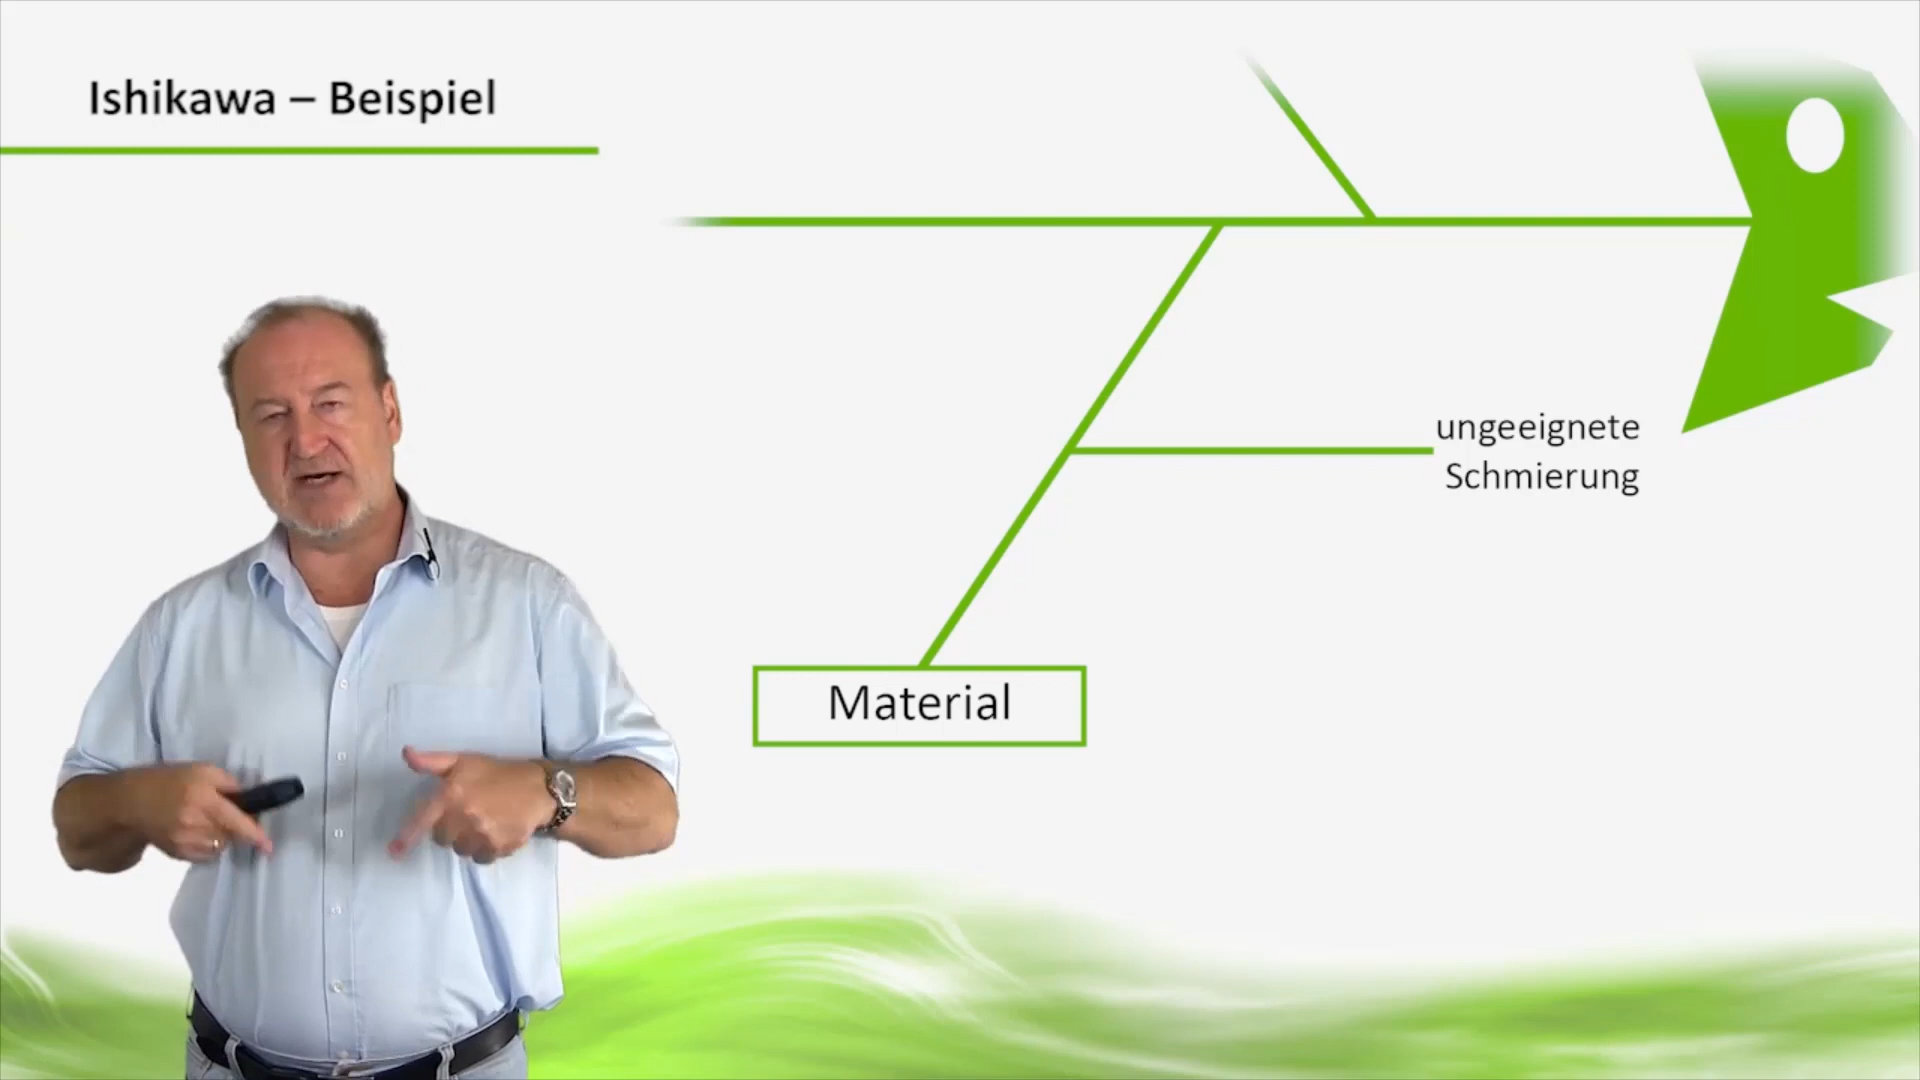 Ishikawa – Beispiel
ungeeignete
Schmierung
Material